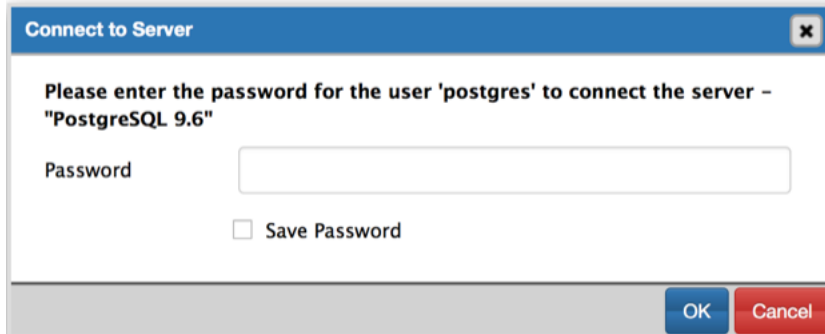 Connect to Server
Please enter the password for the user 'postgres' to connect the server –
"PostgreSQL 9.6"
Password
Save Password
OK Cancel